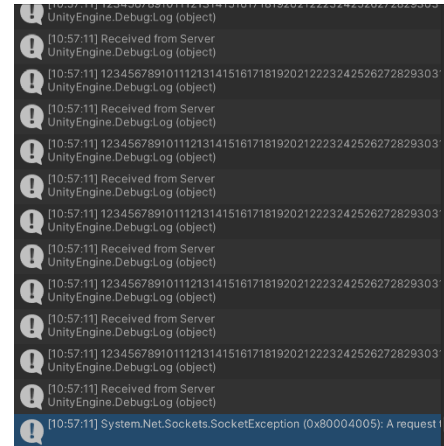 UnityEngine.Debug:Log (object)
[10:57:11] Received from Server
UnityEngine.Debug:Log (object)
[10:57:11] 12345678910111213141516171819202122232425262728293031
UnityEngine.Debug:Log (object)
[10:57:11] Received from Server
UnityEngine.Debug:Log (object)
[10:57:11] 12345678910111213141516171819202122232425262728293031
UnityEngine.Debug:Log (object)
[10:57:11] Received from Server
UnityEngine.Debug:Log (object)
[10:57:11] 12345678910111213141516171819202122232425262728293031
UnityEngine.Debug:Log (object)
[10:57:11] Received from Server
UnityEngine.Debug:Log (object)
[10:57:11] 12345678910111213141516171819202122232425262728293031
UnityEngine.Debug:Log (object)
[10:57:11] Received from Server
UnityEngine.Debug:Log (object)
[10:57:11] 12345678910111213141516171819202122232425262728293031
UnityEngine.Debug:Log (object)
[10:57:11] Received from Server
UnityEngine.Debug:Log (object)
[10:57:11] System.Net.Sockets.SocketException (0x80004005): A request